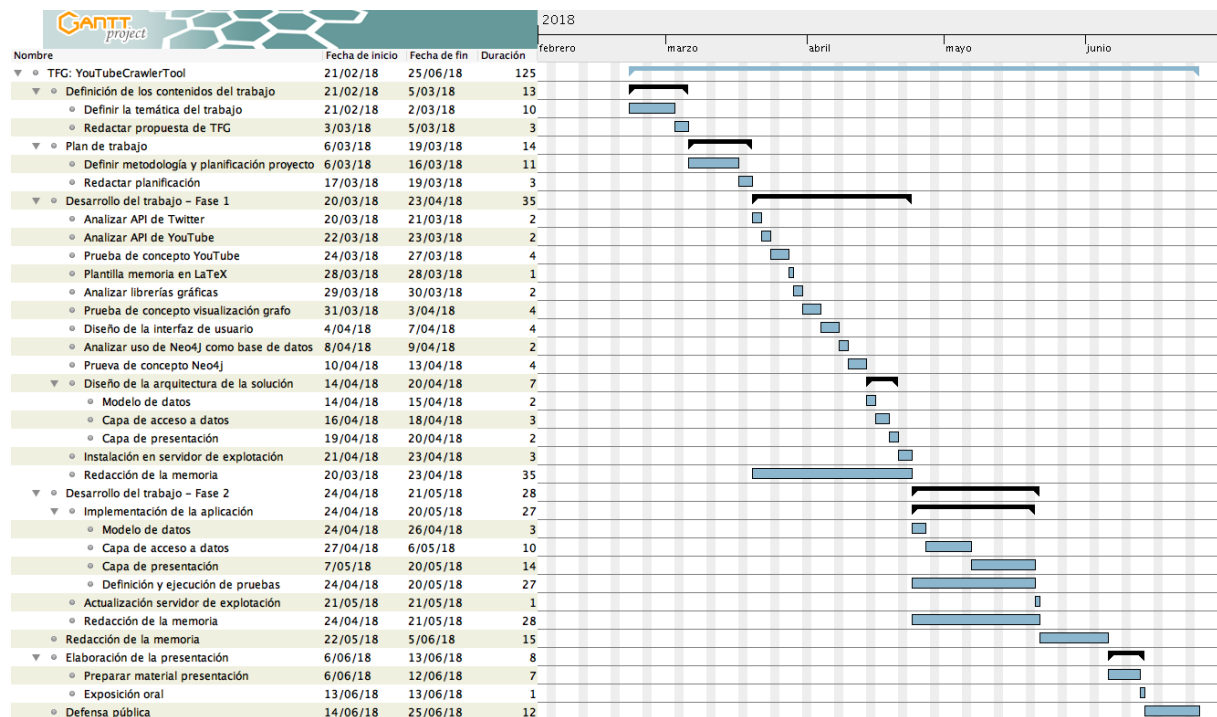 GANTT
project
2018
febrero marzo abril mayo junio
Nombre Fecha de inicio Fecha de fin Duración
TFG: YouTubeCrawlerTool 21/02/18 25/06/18 125
Definición de los contenidos del trabajo 21/02/18 5/03/18 13
Definir la temática del trabajo 21/02/18 2/03/18 10
Redactar propuesta de TFG 3/03/18 5/03/18 3
Plan de trabajo 6/03/18 19/03/18 14
Definir metodología y planificación proyecto 6/03/18 16/03/18 11
Redactar planificación 17/03/18 19/03/18 3
Desarrollo del trabajo - Fase 1 20/03/18 23/04/18 35
Analizar API de Twitter 20/03/18 21/03/18 2
Analizar API de YouTube 22/03/18 23/03/18 2
Prueba de concepto YouTube 24/03/18 27/03/18 4
Plantilla memoria en LaTeX 28/03/18 28/03/18 1
Analizar librerías gráficas 29/03/18 30/03/18 2
Prueba de concepto visualización grafo 31/03/18 3/04/18 4
Diseño de la interfaz de usuario 4/04/18 7/04/18 4
Analizar uso de Neo4J como base de datos 8/04/18 9/04/18 2
Prueva de concepto Neo4j 10/04/18 13/04/18 4
Diseño de la arquitectura de la solución 14/04/18 20/04/18 7
Modelo de datos 14/04/18 15/04/18 2
Capa de acceso a datos 16/04/18 18/04/18 3
Capa de presentación 19/04/18 20/04/18 2
Instalación en servidor de explotación 21/04/18 23/04/18 3
Redacción de la memoria 20/03/18 23/04/18 35
Desarrollo del trabajo - Fase 2 24/04/18 21/05/18 28
Implementación de la aplicación 24/04/18 20/05/18 27
Modelo de datos 24/04/18 26/04/18 3
Capa de acceso a datos 27/04/18 6/05/18 10
Capa de presentación 7/05/18 20/05/18 14
Definición y ejecución de pruebas 24/04/18 20/05/18 27
Actualización servidor de explotación 21/05/18 21/05/18 1
Redacción de la memoria 24/04/18 21/05/18 28
Redacción de la memoria 22/05/18 5/06/18 15
Elaboración de la presentación 6/06/18 13/06/18 8
Preparar material presentación 6/06/18 12/06/18 7
Exposición oral 13/06/18 13/06/18 1
Defensa pública 14/06/18 25/06/18 12